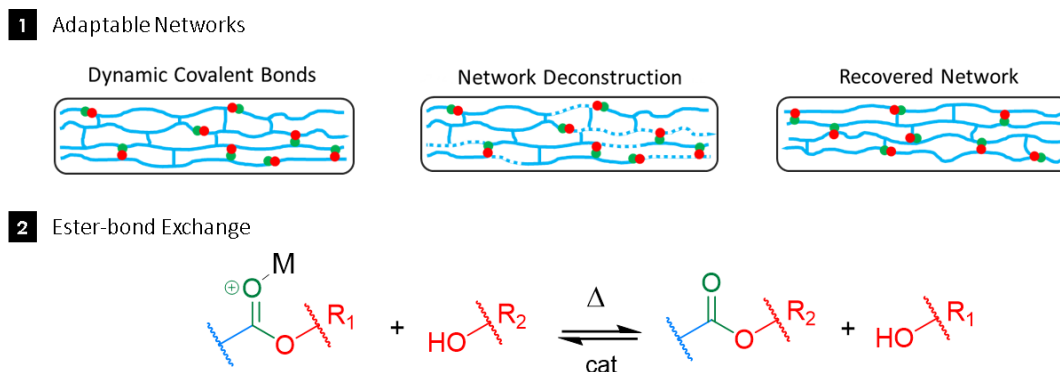 1 Adaptable Networks
Dynamic Covalent Bonds Network Deconstruction Recovered Network
2 Ester-bond Exchange
M
⊕ O O
Δ
R₁ + HO R₂ O R₂ + HO R₁
O cat